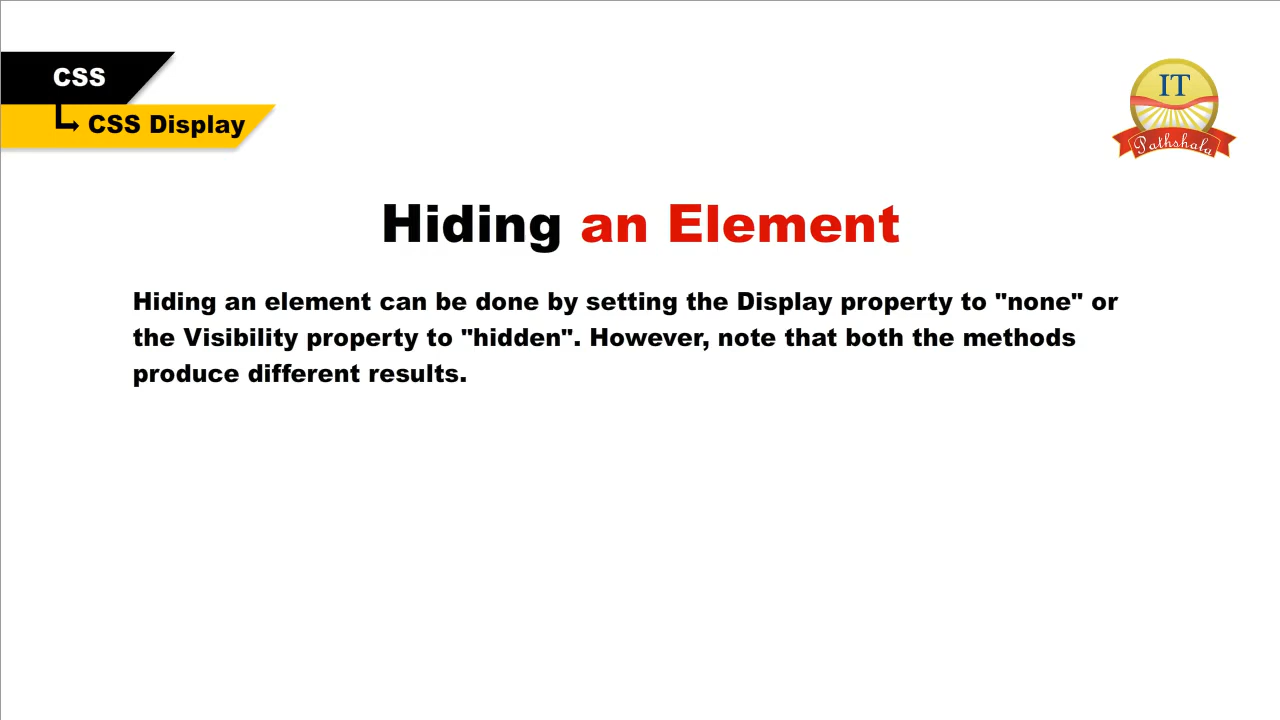 CSS
CSS Display
IT
Pathshala
Hiding an Element
Hiding an element can be done by setting the Display property to "none" or
the Visibility property to "hidden". However, note that both the methods
produce different results.